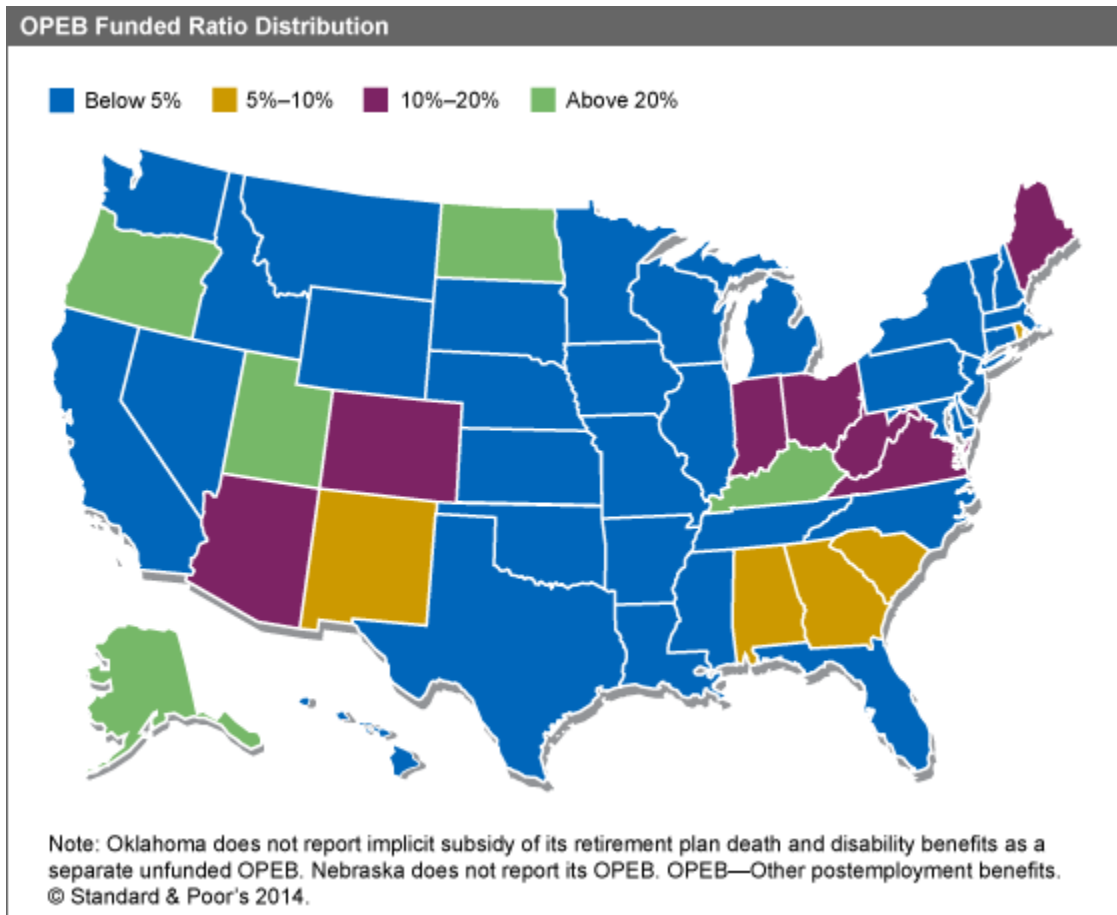 OPEB Funded Ratio Distribution
Below 5% 5%–10% 10%–20% Above 20%
Note: Oklahoma does not report implicit subsidy of its retirement plan death and disability benefits as a
separate unfunded OPEB. Nebraska does not report its OPEB. OPEB—Other postemployment benefits.
© Standard & Poor's 2014.